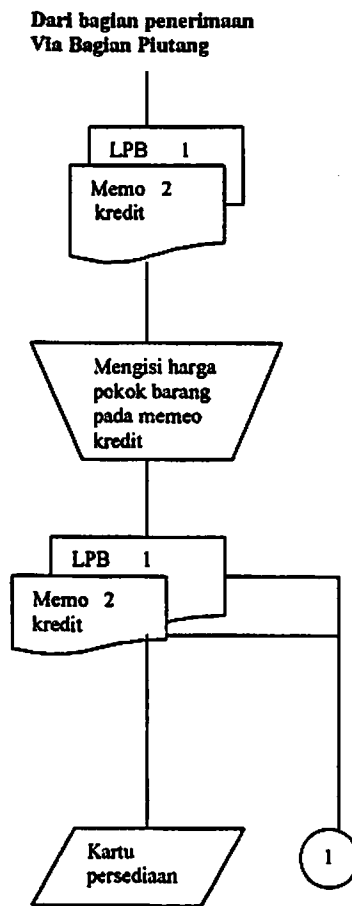 Dari bagian penerimaan
Via Bagian Piutang
LPB 1
Memo 2
kredit
Mengisi harga
pokok barang
pada memeo
kredit
LPB 1
Memo 2
kredit
Kartu
persediaan
1